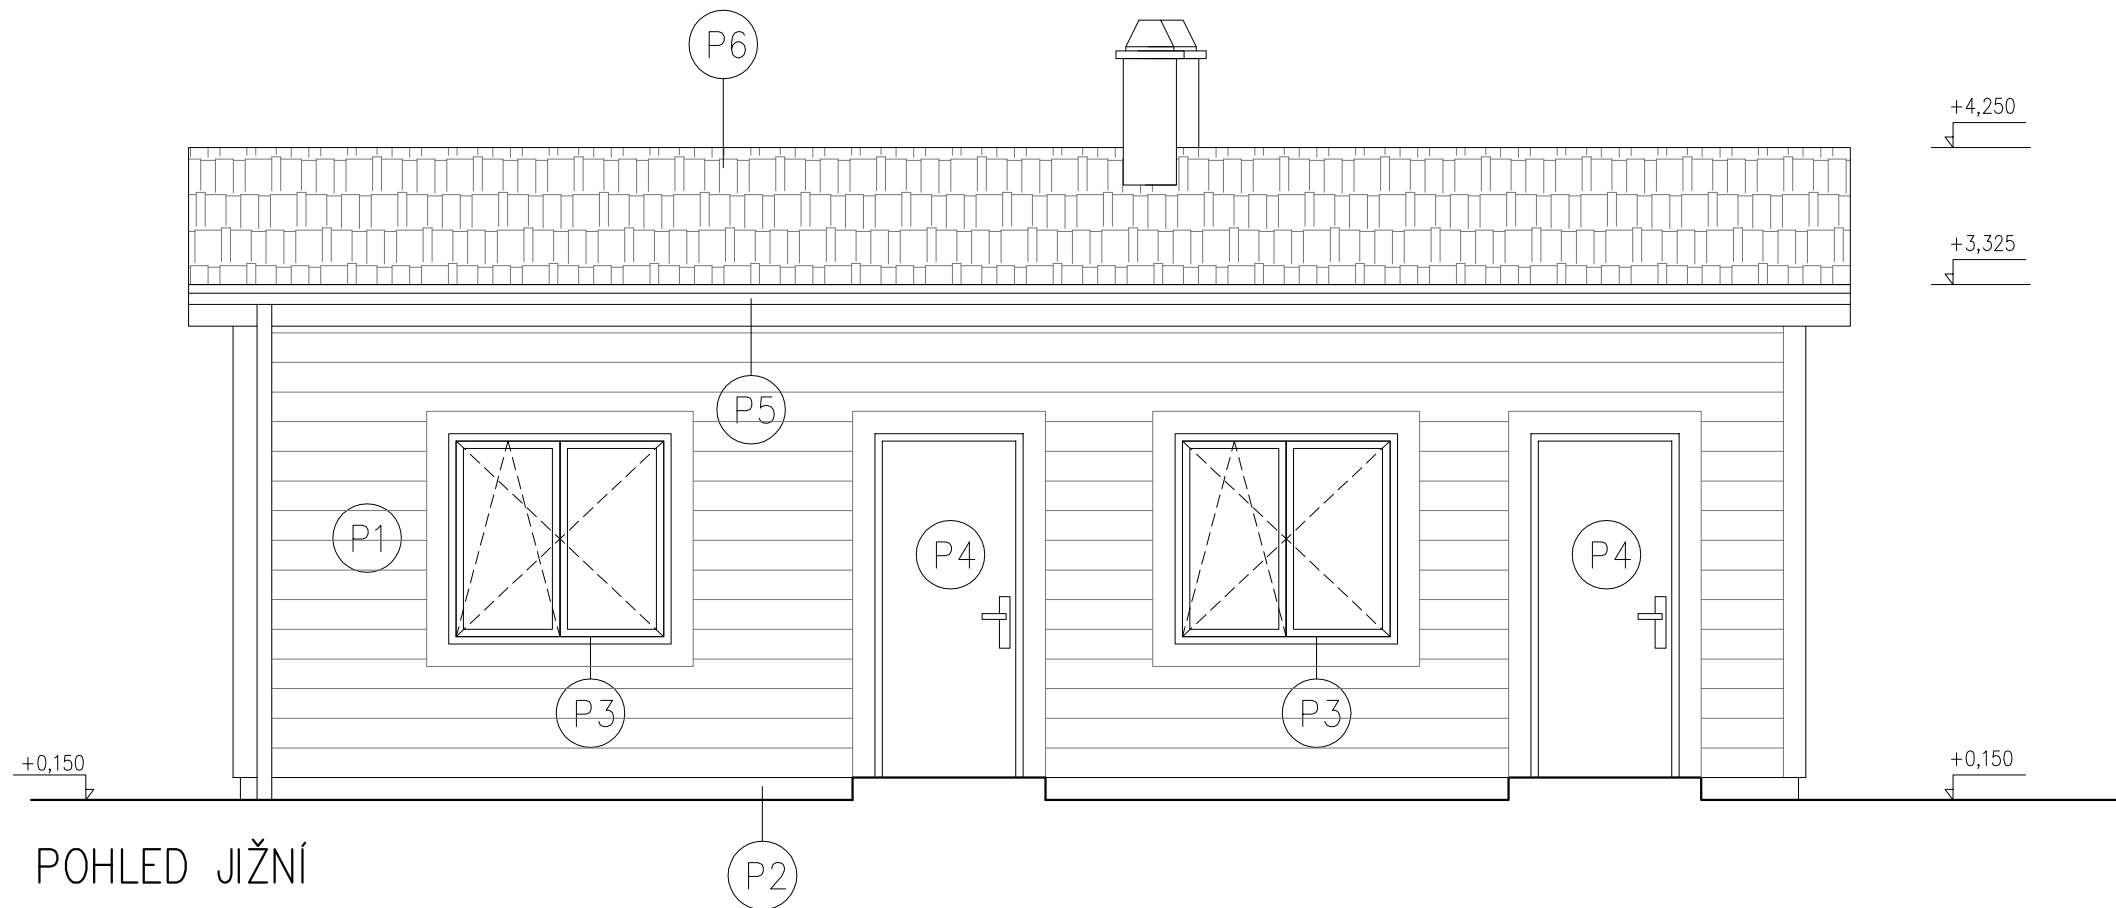 P6
+4,250
+3,325
P5
P1
P4
P4
P3
P3
+0,150
+0,150
P2
POHLED JIŽNÍ